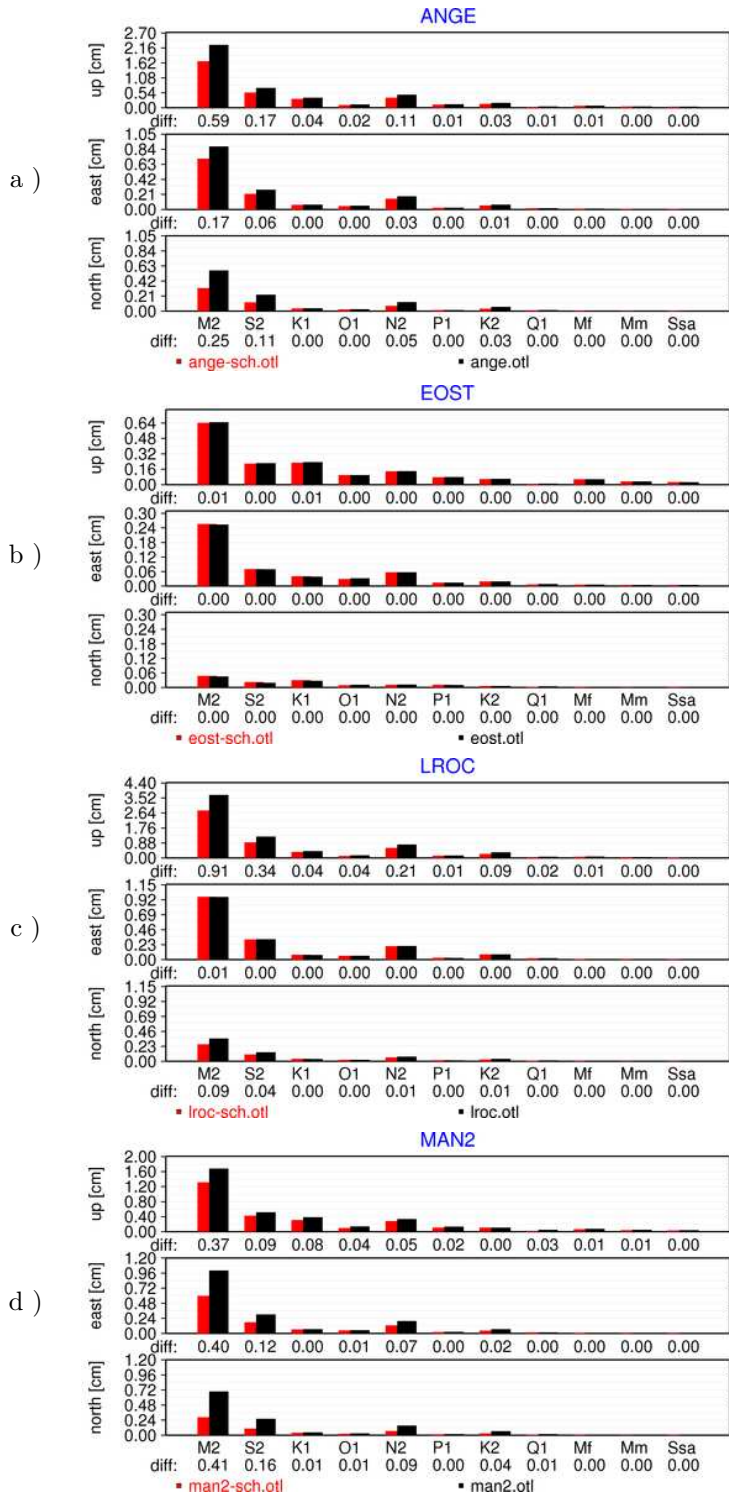 ANGE
2.70
2.16
1.62
1.08
0.54
0.00
up [cm]
diff: 0.59 0.17 0.04 0.02 0.11 0.01 0.03 0.01 0.01 0.00 0.00
a )
1.05
0.84
0.63
0.42
0.21
0.00
east [cm]
diff: 0.17 0.06 0.00 0.00 0.03 0.00 0.01 0.00 0.00 0.00 0.00
1.05
0.84
0.63
0.42
0.21
0.00
north [cm]
M2 S2 K1 O1 N2 P1 K2 Q1 Mf Mm Ssa
diff: 0.25 0.11 0.00 0.00 0.05 0.00 0.03 0.00 0.00 0.00 0.00
ange-sch.otl ange.otl
EOST
0.64
0.48
0.32
0.16
0.00
up [cm]
diff: 0.01 0.00 0.01 0.00 0.00 0.00 0.00 0.00 0.00 0.00 0.00
b )
0.30
0.24
0.18
0.12
0.06
0.00
east [cm]
diff: 0.00 0.00 0.00 0.00 0.00 0.00 0.00 0.00 0.00 0.00 0.00
0.30
0.24
0.18
0.12
0.06
0.00
north [cm]
M2 S2 K1 O1 N2 P1 K2 Q1 Mf Mm Ssa
diff: 0.00 0.00 0.00 0.00 0.00 0.00 0.00 0.00 0.00 0.00 0.00
eost-sch.otl eost.otl
LROC
4.40
3.52
2.64
1.76
0.88
0.00
up [cm]
diff: 0.91 0.34 0.04 0.04 0.21 0.01 0.09 0.02 0.01 0.00 0.00
c )
1.15
0.92
0.69
0.46
0.23
0.00
east [cm]
diff: 0.01 0.00 0.00 0.00 0.00 0.00 0.00 0.00 0.00 0.00 0.00
1.15
0.92
0.69
0.46
0.23
0.00
north [cm]
M2 S2 K1 O1 N2 P1 K2 Q1 Mf Mm Ssa
diff: 0.09 0.04 0.00 0.00 0.01 0.00 0.01 0.00 0.00 0.00 0.00
lroc-sch.otl lroc.otl
MAN2
2.00
1.60
1.20
0.80
0.40
0.00
up [cm]
diff: 0.37 0.09 0.08 0.04 0.05 0.02 0.00 0.03 0.01 0.01 0.00
d )
1.20
0.96
0.72
0.48
0.24
0.00
east [cm]
diff: 0.40 0.12 0.00 0.01 0.07 0.00 0.02 0.00 0.00 0.00 0.00
1.20
0.96
0.72
0.48
0.24
0.00
north [cm]
M2 S2 K1 O1 N2 P1 K2 Q1 Mf Mm Ssa
diff: 0.41 0.16 0.01 0.01 0.09 0.00 0.04 0.01 0.00 0.00 0.00
man2-sch.otl man2.otl